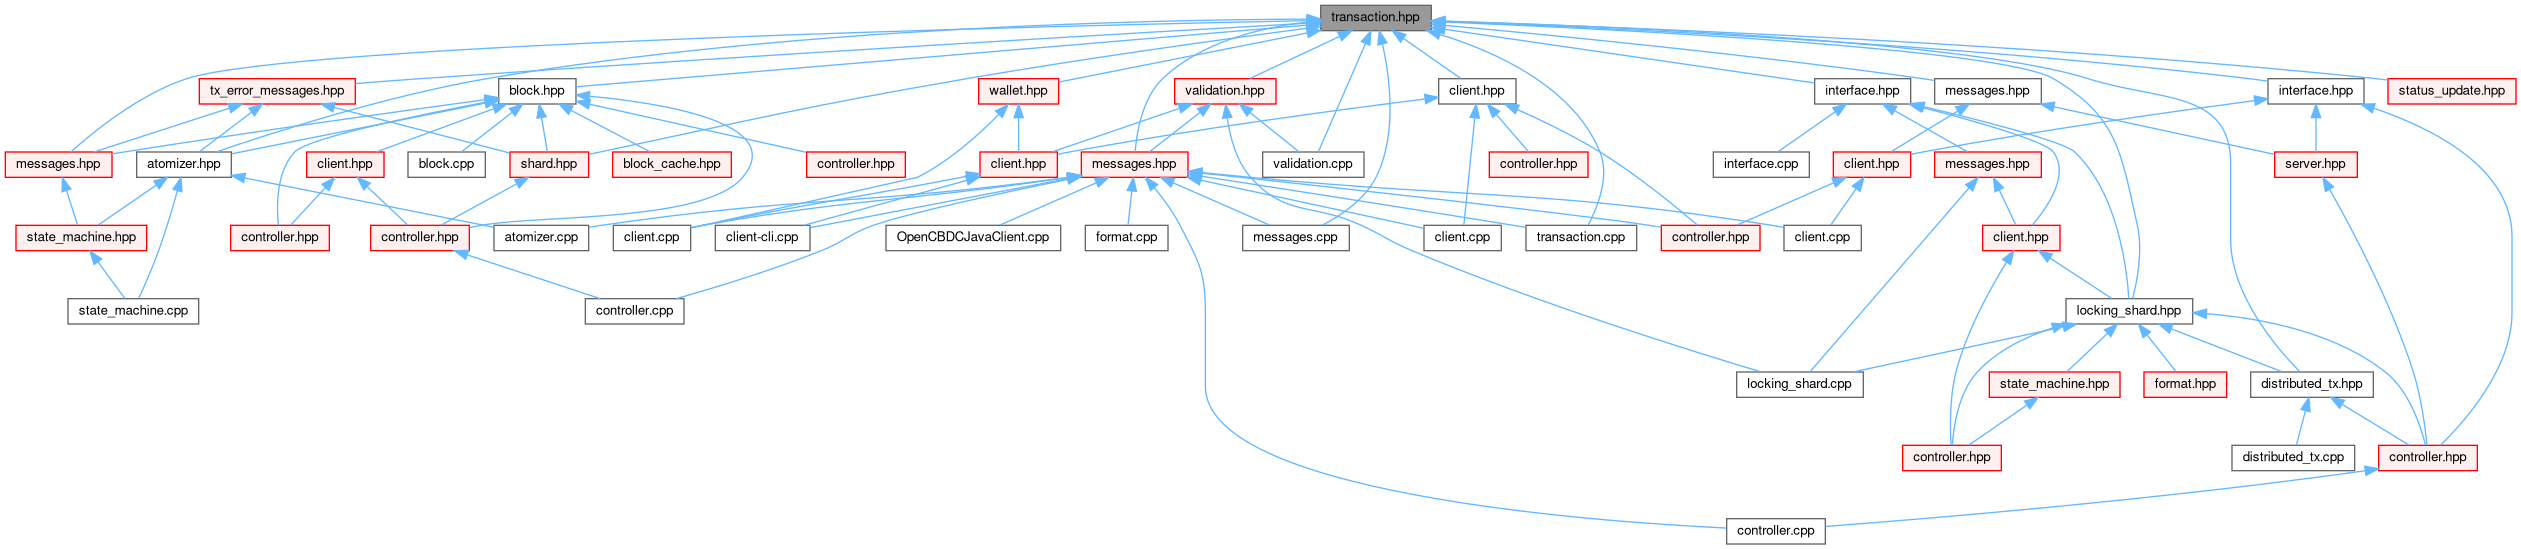 transaction.hpp
tx_error_messages.hpp
block.hpp
wallet.hpp
validation.hpp
client.hpp
interface.hpp
messages.hpp
interface.hpp
status_update.hpp
messages.hpp
atomizer.hpp
client.hpp
block.cpp
shard.hpp
block_cache.hpp
controller.hpp
client.hpp
messages.hpp
validation.cpp
controller.hpp
interface.cpp
client.hpp
messages.hpp
server.hpp
state_machine.hpp
controller.hpp
controller.hpp
atomizer.cpp
client.cpp
client-cli.cpp
OpenCBDCJavaClient.cpp
format.cpp
messages.cpp
client.cpp
transaction.cpp
controller.hpp
client.cpp
client.hpp
state_machine.cpp
controller.cpp
locking_shard.hpp
locking_shard.cpp
state_machine.hpp
format.hpp
distributed_tx.hpp
controller.hpp
distributed_tx.cpp
controller.hpp
controller.cpp